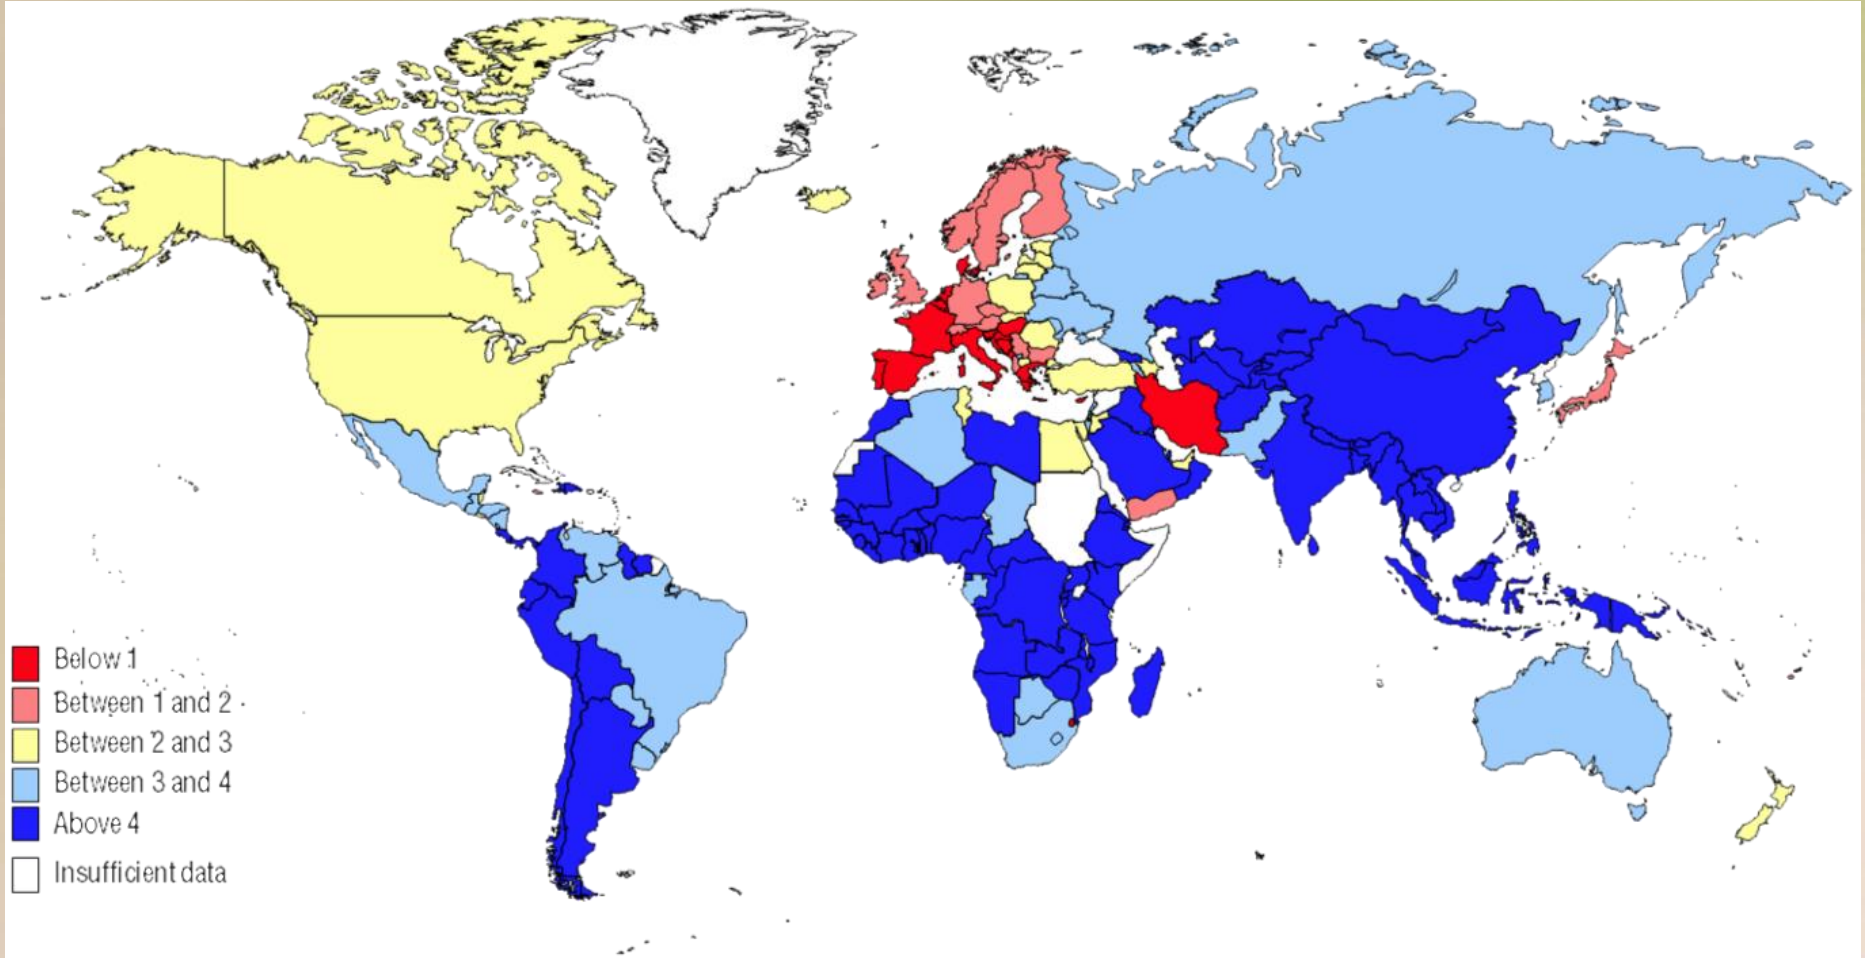 Below 1
Between 1 and 2
Between 2 and 3
Between 3 and 4
Above 4
Insufficient data